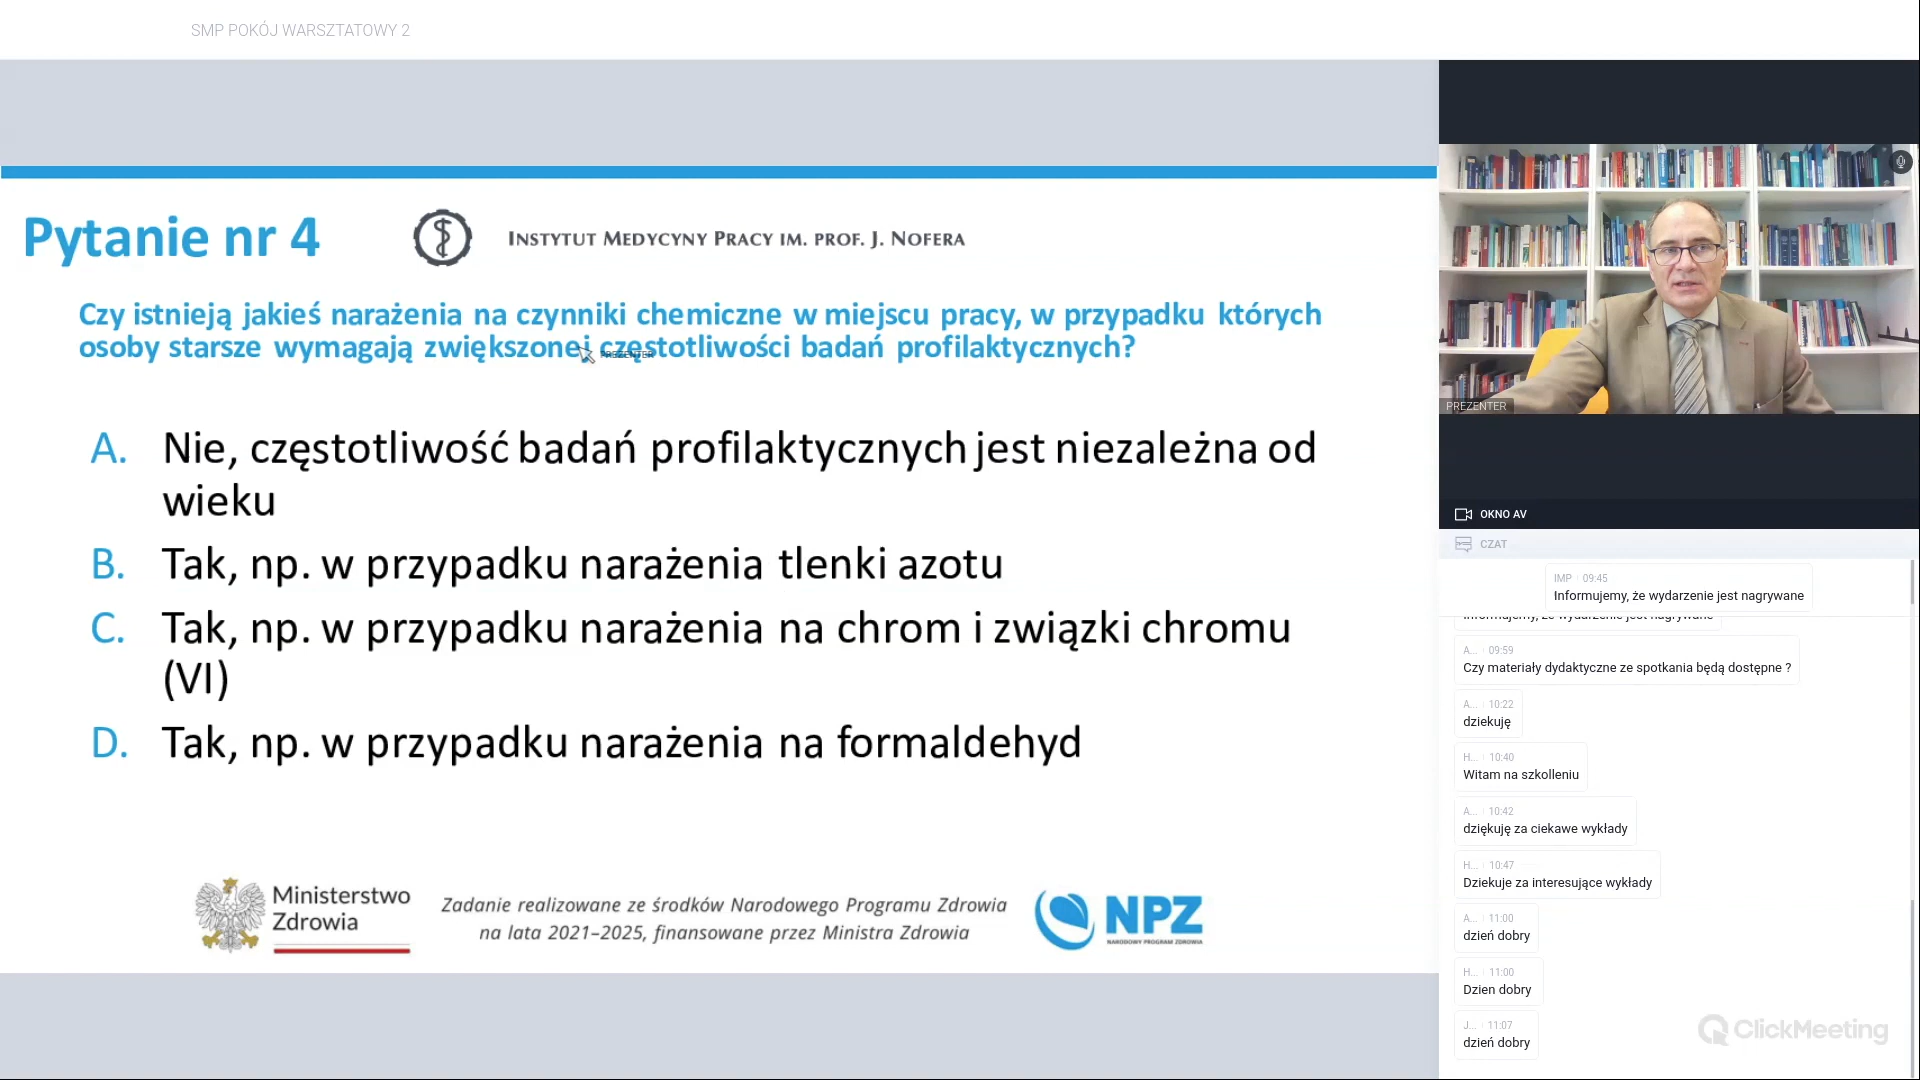 SMP POKÓJ WARSZTATOWY 2
Pytanie nr 4
INSTYTUT MEDYCYNY PRACY IM. PROF. J. NOFERA
Czy istnieją jakieś narażenia na czynniki chemiczne w miejscu pracy, w przypadku których
osoby starsze wymagają zwiększonej częstotliwości badań profilaktycznych?
PREZENTER
A. Nie, częstotliwość badań profilaktycznych jest niezależna od
wieku
B. Tak, np. w przypadku narażenia tlenki azotu
C. Tak, np. w przypadku narażenia na chrom i związki chromu
(VI)
D. Tak, np. w przypadku narażenia na formaldehyd
Ministerstwo
Zdrowia
Zadanie realizowane ze środków Narodowego Programu Zdrowia
na lata 2021–2025, finansowane przez Ministra Zdrowia
NPZ
NARODOWY PROGRAM ZDROWIA
PREZENTER
OKNO AV
CZAT
IMP 09:45
Informujemy, że wydarzenie jest nagrywane
Informujemy, że wydarzenie jest nagrywane
A... 09:59
Czy materiały dydaktyczne ze spotkania będą dostępne ?
A... 10:22
dziekuję
H... 10:40
Witam na szkolleniu
A... 10:42
dziękuję za ciekawe wykłady
H... 10:47
Dziekuje za interesujące wykłady
A... 11:00
dzień dobry
H... 11:00
Dzien dobry
J... 11:07
dzień dobry
ClickMeeting